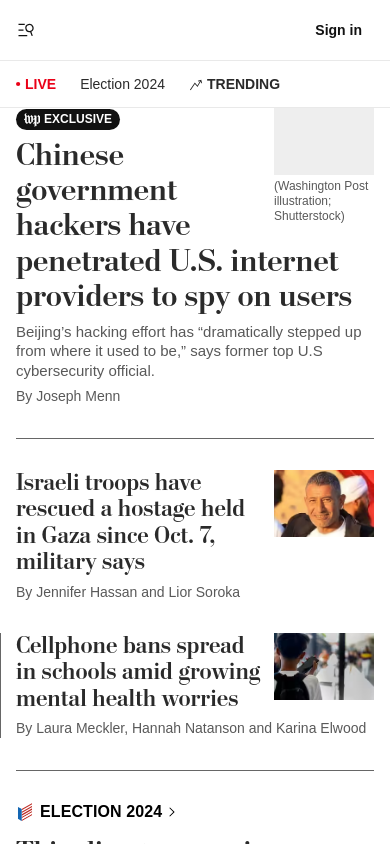 Sign in
LIVE
Election 2024
TRENDING
wp EXCLUSIVE
Chinese
government
hackers have
penetrated U.S. internet
providers to spy on users
(Washington Post
illustration;
Shutterstock)
Beijing’s hacking effort has “dramatically stepped up
from where it used to be,” says former top U.S
cybersecurity official.
By Joseph Menn
Israeli troops have
rescued a hostage held
in Gaza since Oct. 7,
military says
By Jennifer Hassan and Lior Soroka
Cellphone bans spread
in schools amid growing
mental health worries
By Laura Meckler, Hannah Natanson and Karina Elwood
ELECTION 2024